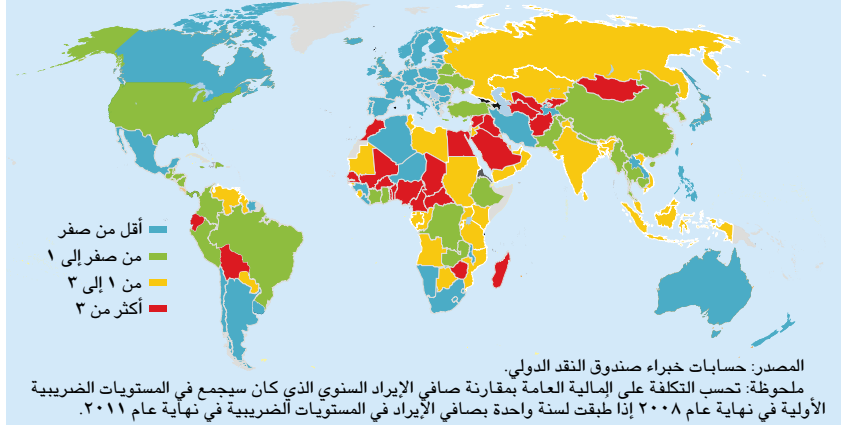 أقل من صفر
من صفر إلى ١
من ١ إلى ٣
أكثر من ٣
المصدر: حسابات خبراء صندوق النقد الدولي.
ملحوظة: تحسب التكلفة على المالية العامة بمقارنة صافي الإيراد السنوي الذي كان سيجمع في المستويات الضريبية
الأولية في نهاية عام ٢٠٠٨ إذا طُبقت لسنة واحدة بصافي الإيراد في المستويات الضريبية في نهاية عام ٢٠١١.